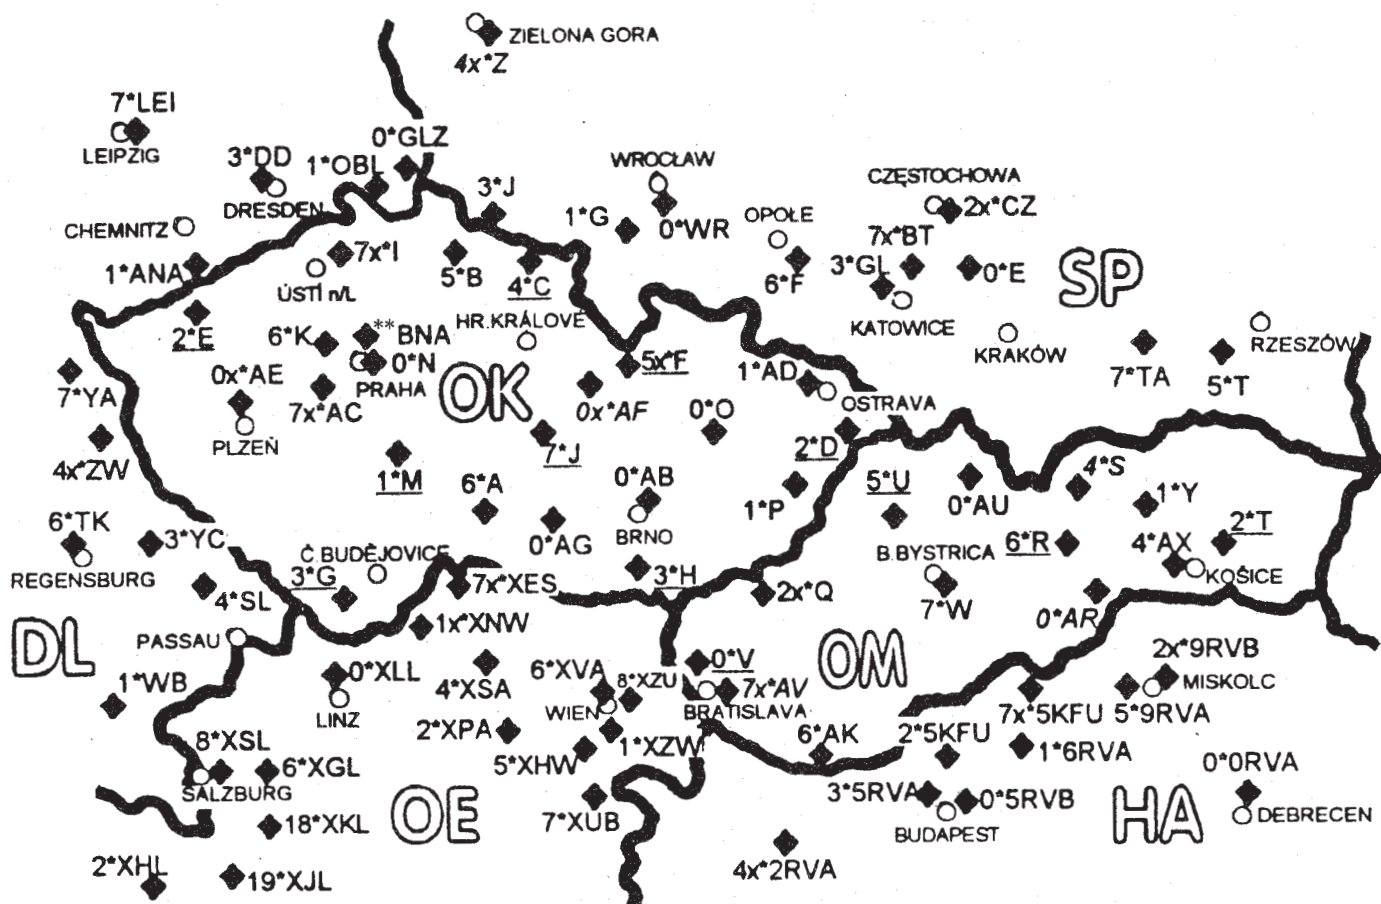 ZIELONA GORA
4x*Z
7*LEI
LEIPZIG
0*GLZ
3*DD
1*OBL
DRESDEN
WROCŁAW
CZĘSTOCHOWA
2x*CZ
CHEMNITZ
3*J
1*G
0*WR
OPOŁE
7x*BT
1*ANA
7x*I
5*B
4*C
6*F
3*GL
0*E
SP
ÚSTÍ n/L
HR.KRÁLOVÉ
KATOWICE
2*E
6*K
**BNA
KRAKÓW
RZESZÓW
0*N
PRAHA
OK
5x*F
7*YA
0x*AE
7x*AC
0x*AF
1*AD
OSTRAVA
7*TA
5*T
PLZEŇ
0*O
4x*ZW
7*J
2*D
1*M
4*S
6*A
0*AB
5*U
0*AU
1*Y
6*TK
3*YC
1*P
2*T
REGENSBURG
Č.BUDĚJOVICE
0*AG
BRNO
B.BYSTRICA
6*R
4*AX
KOŠICE
3*G
7x*XES
3*H
2x*Q
7*W
4*SL
0*AR
1x*XNW
PASSAU
DL
OM
1*WB
0*XLL
4*XSA
6*XVA
8*XZU
0*V
7x*AV
2x*9RVB
MISKOLC
LINZ
WIEN
BRATISLAVA
7x*5KFU
5*9RVA
2*XPA
1*XZW
6*AK
2*5KFU
1*6RVA
8*XSL
5*XHW
6*XGL
0*0RVA
SALZBURG
OE
3*5RVA
0*5RVB
HA
DEBRECEN
18*XKL
7*XUB
BUDAPEST
2*XHL
19*XJL
4x*2RVA